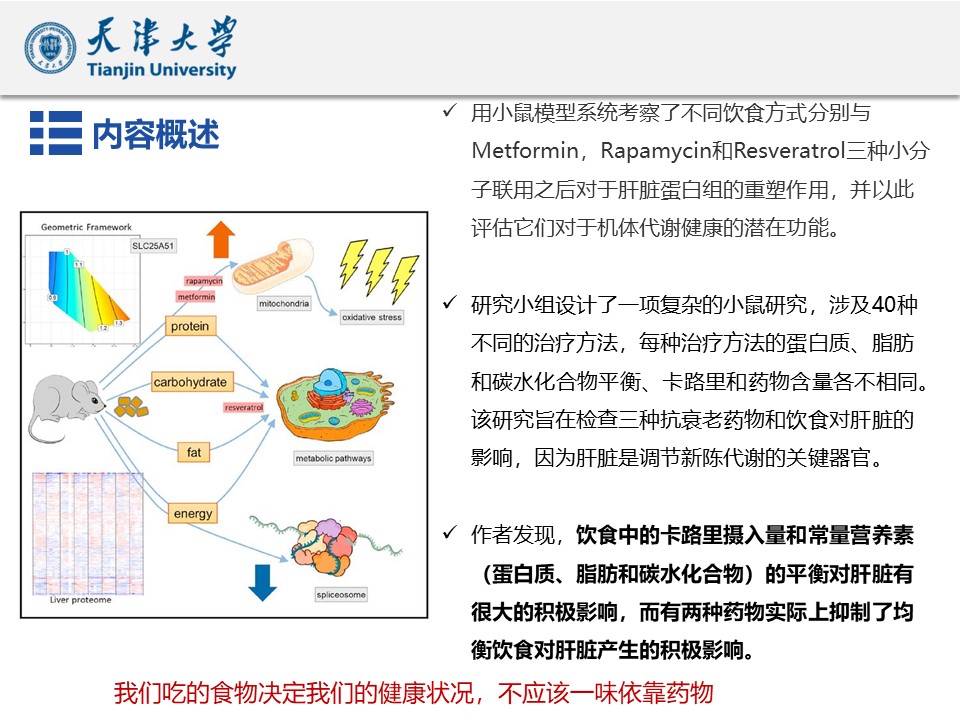 天津大学
Tianjin University
内容概述
用小鼠模型系统考察了不同饮食方式分别与
Metformin，Rapamycin和Resveratrol三种小分
子联用之后对于肝脏蛋白组的重塑作用，并以此
评估它们对于机体代谢健康的潜在功能。
研究小组设计了一项复杂的小鼠研究，涉及40种
不同的治疗方法，每种治疗方法的蛋白质、脂肪
和碳水化合物平衡、卡路里和药物含量各不相同。
该研究旨在检查三种抗衰老药物和饮食对肝脏的
影响，因为肝脏是调节新陈代谢的关键器官。
作者发现，饮食中的卡路里摄入量和常量营养素
（蛋白质、脂肪和碳水化合物）的平衡对肝脏有
很大的积极影响，而有两种药物实际上抑制了均
衡饮食对肝脏产生的积极影响。
Geometric Framework
SLC25A51
1
1.1
0.9
1.3
1.2
rapamycin
metformin
mitochondria
oxidative stress
protein
carbohydrate
resveratrol
fat
metabolic pathways
energy
spliceosome
Liver proteome
我们吃的食物决定我们的健康状况，不应该一味依靠药物